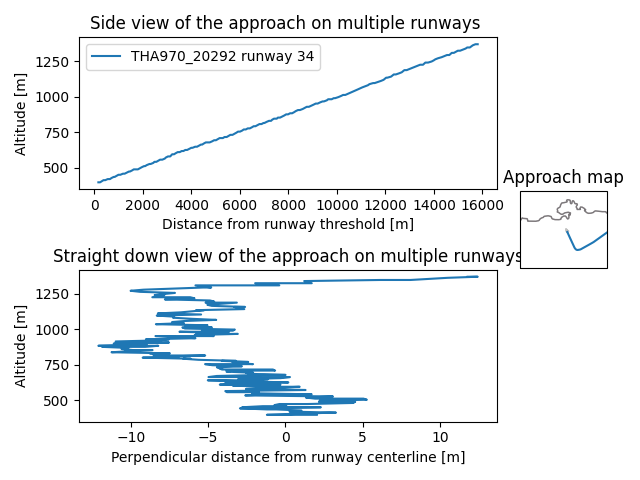 Side view of the approach on multiple runways
THA970_20292 runway 34
Altitude [m]
1250
1000
750
500
0 2000 4000 6000 8000 10000 12000 14000 16000
Distance from runway threshold [m]
Approach map
Straight down view of the approach on multiple runways
Altitude [m]
1250
1000
750
500
−10 −5 0 5 10
Perpendicular distance from runway centerline [m]